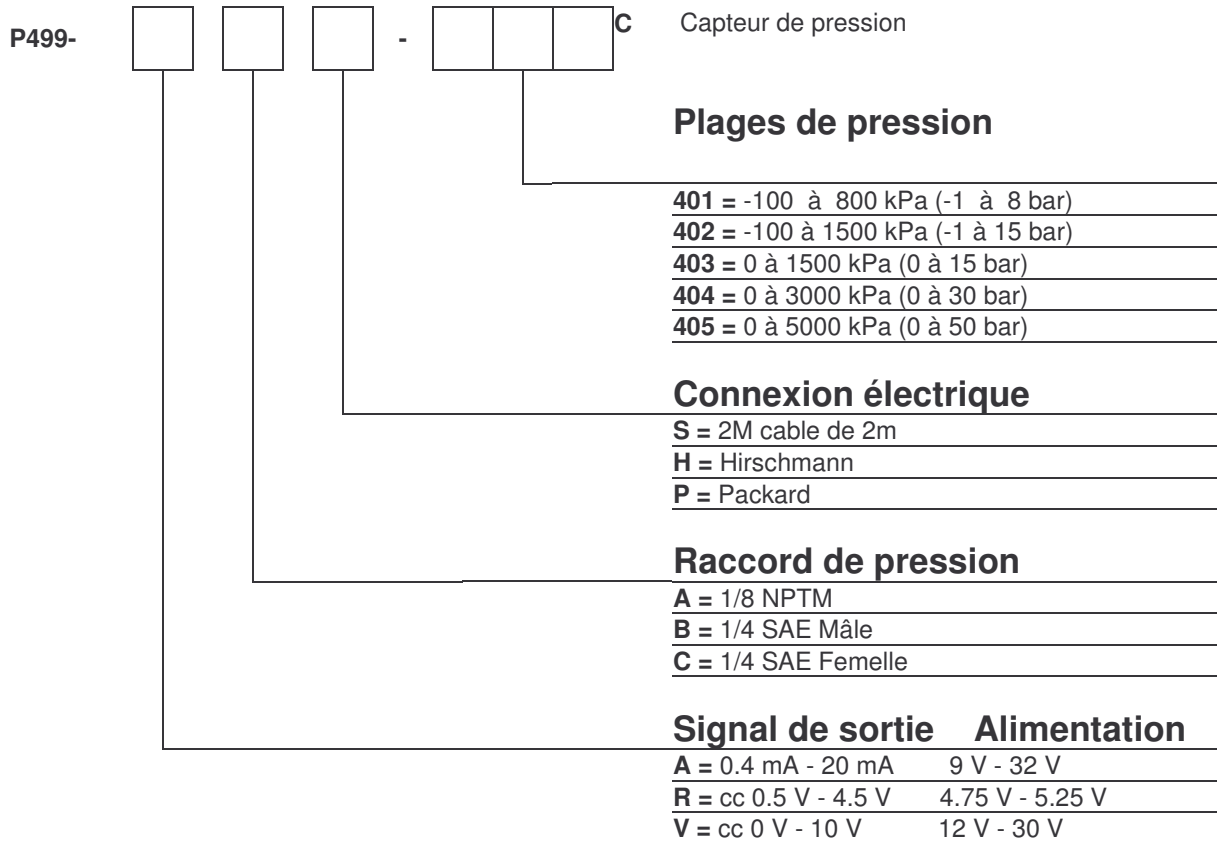 P499- - C Capteur de pression
Plages de pression
401 = -100 à 800 kPa (-1 à 8 bar)
402 = -100 à 1500 kPa (-1 à 15 bar)
403 = 0 à 1500 kPa (0 à 15 bar)
404 = 0 à 3000 kPa (0 à 30 bar)
405 = 0 à 5000 kPa (0 à 50 bar)
Connexion électrique
S = 2M cable de 2m
H = Hirschmann
P = Packard
Raccord de pression
A = 1/8 NPTM
B = 1/4 SAE Mâle
C = 1/4 SAE Femelle
Signal de sortie Alimentation
A = 0.4 mA - 20 mA 9 V - 32 V
R = cc 0.5 V - 4.5 V 4.75 V - 5.25 V
V = cc 0 V - 10 V 12 V - 30 V